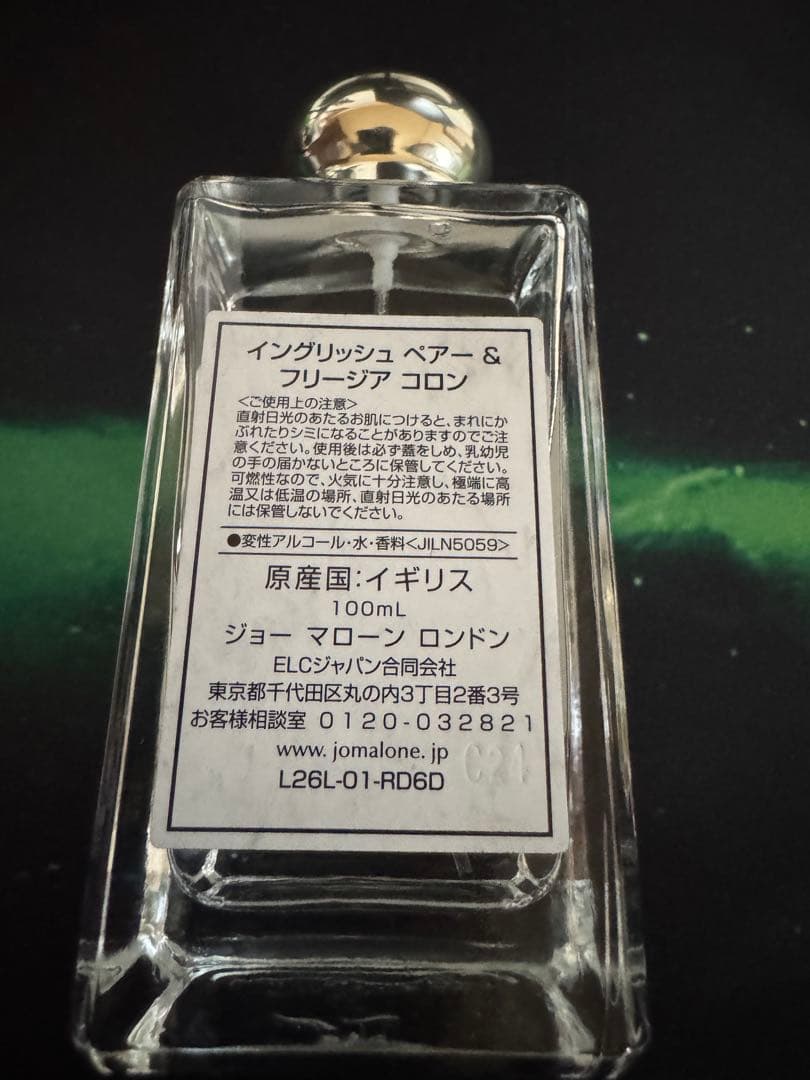 イングリッシュ ペアー &
フリージア コロン
<ご使用上の注意>
直射日光のあたるお肌につけると、まれにか
ぶれたりシミになることがありますのでご注
意ください。使用後は必ず蓋をしめ、乳幼児
の手の届かないところに保管してください。
可燃性なので、火気に十分注意し、極端に高
温又は低温の場所、直射日光のあたる場所
には保管しないでください。
●変性アルコール・水・香料<JILN5059>
原産国:イギリス
100mL
ジョー マローン ロンドン
ELCジャパン合同会社
東京都千代田区丸の内3丁目2番3号
お客様相談室 0120-032821
www. jomalone. jp
C24
L26L-01-RD6D